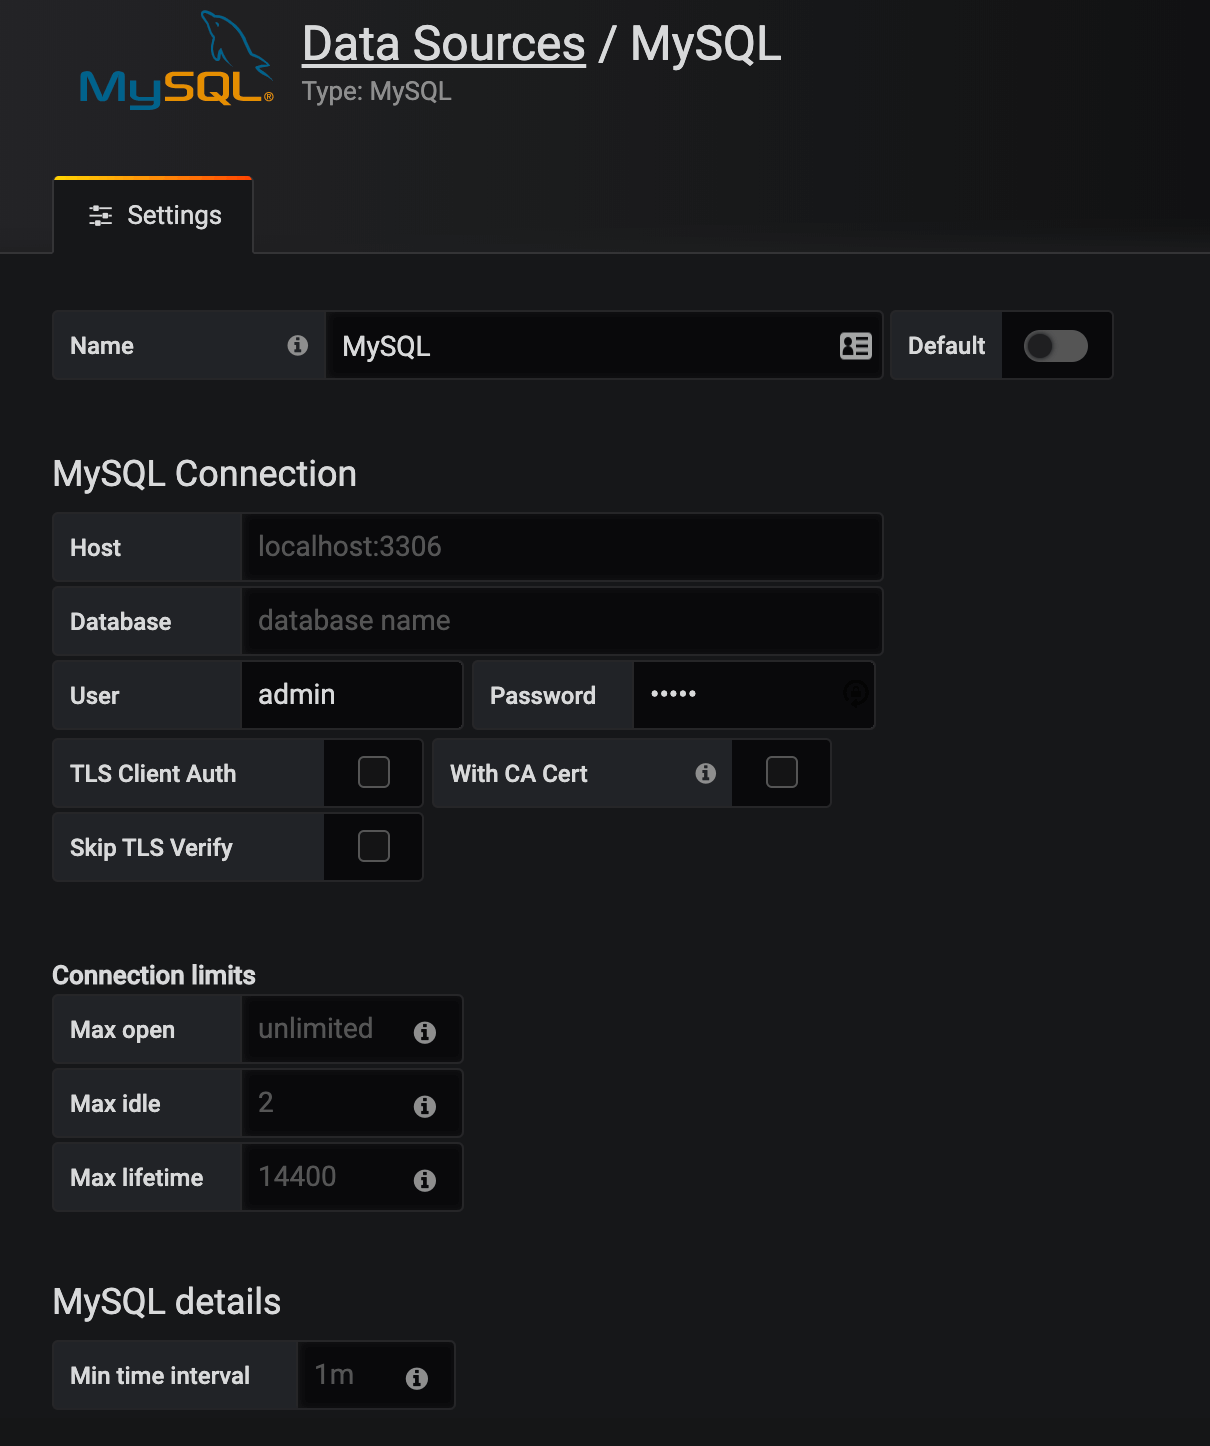 MySQL®
Data Sources / MySQL
Type: MySQL
Settings
Name MySQL Default
MySQL Connection
Host localhost:3306
Database database name
User admin Password •••••
TLS Client Auth With CA Cert
Skip TLS Verify
Connection limits
Max open unlimited
Max idle 2
Max lifetime 14400
MySQL details
Min time interval 1m